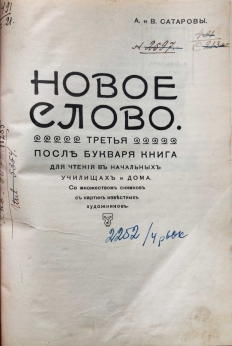 А. и В. САТАРОВЫ.
НОВОЕ
СЛОВО.
ТРЕТЬЯ
ПОСЛѢ БУКВАРЯ КНИГА
ДЛЯ ЧТЕНІЯ ВЪ НАЧАЛЬНЫХЪ
УЧИЛИЩАХЪ и ДОМА.
Со множествомъ снимковъ
съ картинъ извѣстныхъ
художниковъ.
2252